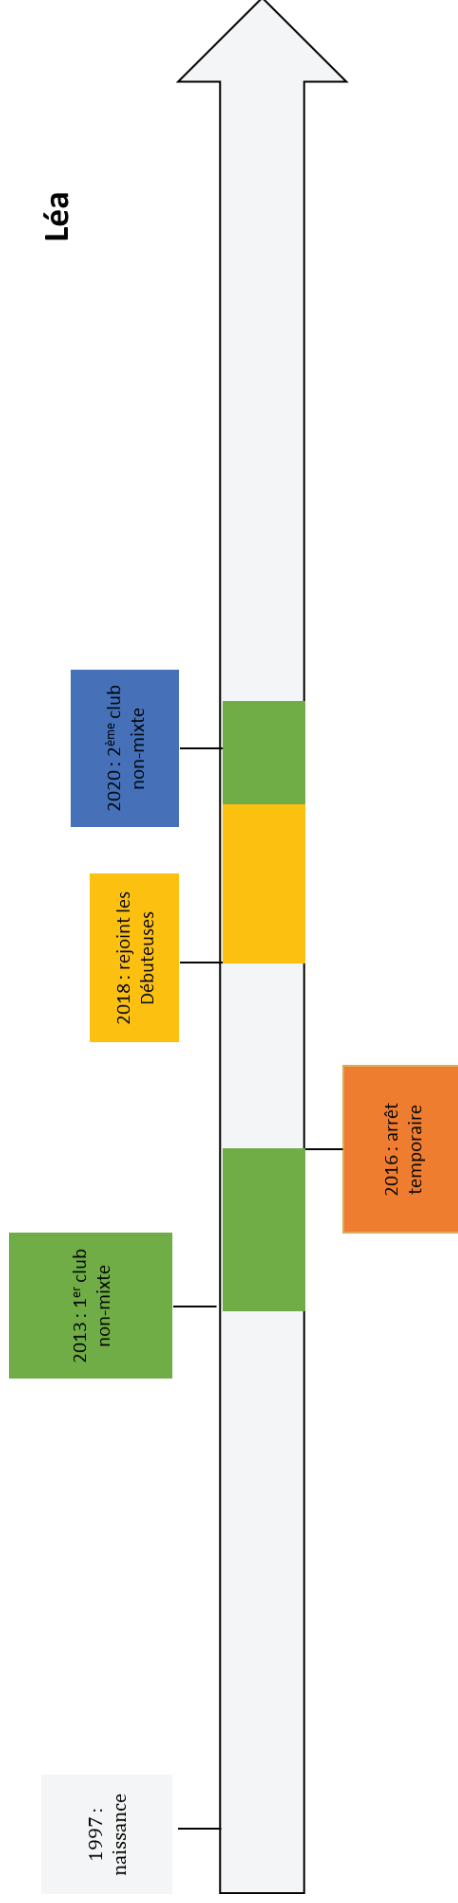 Léa
1997 :
naissance
2013 : 1er club
non-mixte
2016 : arrêt
temporaire
2018 : rejoint les
Débuteuses
2020 : 2ème club
non-mixte